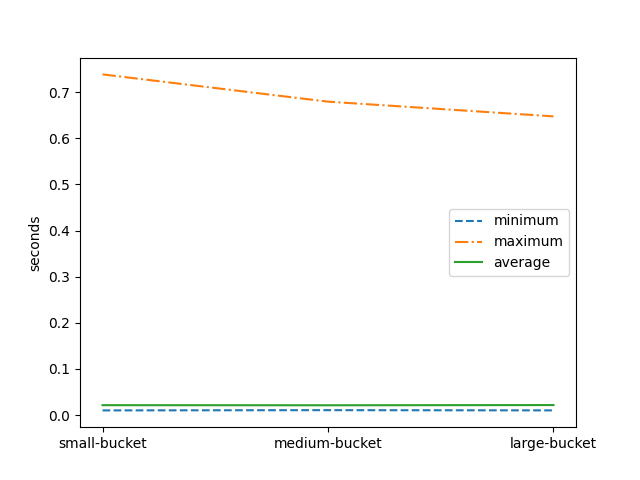 0.7
0.6
0.5
0.4
0.3
0.2
0.1
0.0
seconds
minimum
maximum
average
small-bucket
medium-bucket
large-bucket